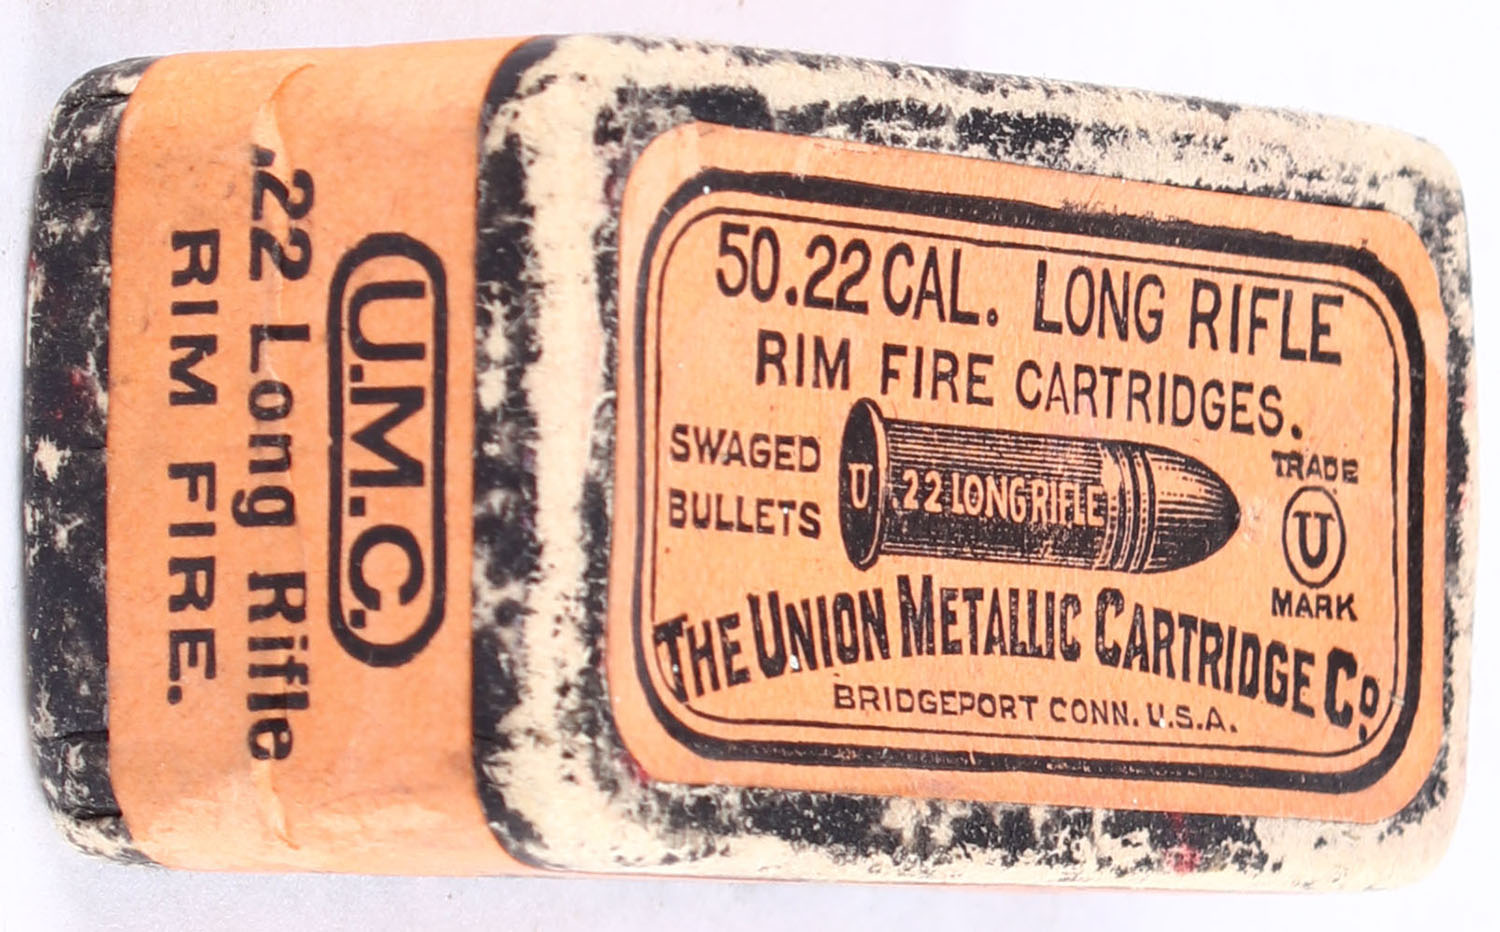 50 .22 CAL. LONG RIFLE
RIM FIRE CARTRIDGES.
SWAGED
BULLETS
U
.22 LONG RIFLE
TRADE
U
MARK
THE UNION METALLIC CARTRIDGE Co.
BRIDGEPORT CONN. U.S.A.
U.M.C.
.22 Long Rifle
RIM FIRE.